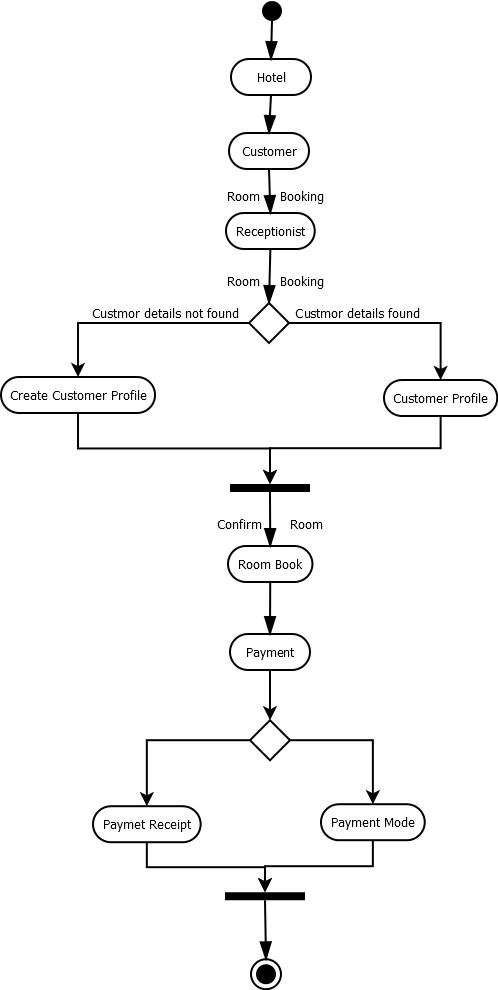 Hotel
Customer
Room Booking
Receptionist
Room Booking
Custmor details not found
Custmor details found
Create Customer Profile
Customer Profile
Confirm Room
Room Book
Payment
Paymet Receipt
Payment Mode